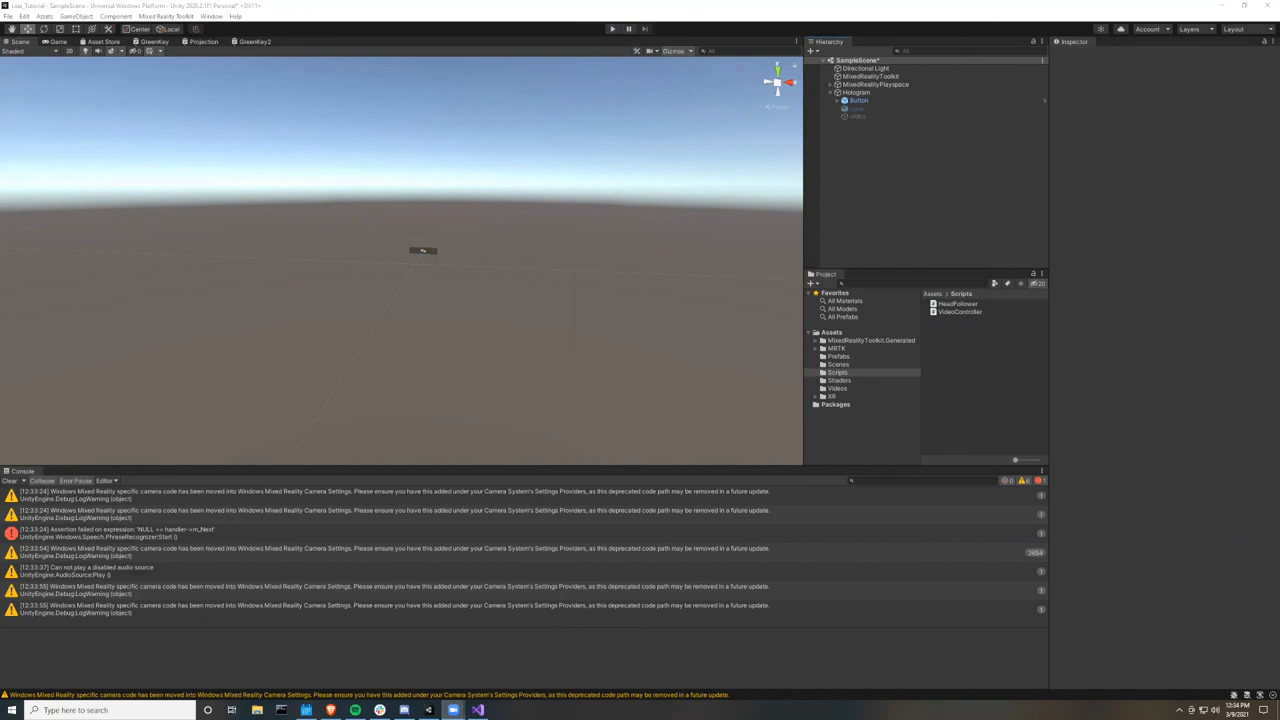 Leia_Tutorial - SampleScene - Universal Windows Platform - Unity 2020.2.1f1 Personal* <DX11>
File Edit Assets GameObject Component Mixed Reality Toolkit Window Help
Center Local
Account Layers Layout
Scene Game Asset Store GreenKey Projection GreenKey2
Shaded 2D 0 Gizmos All
Persp
Hierarchy
All
SampleScene*
Directional Light
MixedRealityToolkit
MixedRealityPlayspace
Hologram
Button
video
Inspector
Project
20
Favorites
All Materials
All Models
All Prefabs
Assets
MixedRealityToolkit.Generated
MRTK
Prefabs
Scenes
Scripts
Shaders
Videos
XR
Packages
Assets Scripts
HeadFollower
VideoController
Console
Clear Collapse Error Pause Editor 0 6 1
[12:33:24] Windows Mixed Reality specific camera code has been moved into Windows Mixed Reality Camera Settings. Please ensure you have this added under your Camera System's Settings Providers, as this deprecated code path may be removed in a future update. 1
UnityEngine.Debug:LogWarning (object)
[12:33:24] Windows Mixed Reality specific camera code has been moved into Windows Mixed Reality Camera Settings. Please ensure you have this added under your Camera System's Settings Providers, as this deprecated code path may be removed in a future update. 1
UnityEngine.Debug:LogWarning (object)
[12:33:24] Assertion failed on expression: 'NULL == handler->m_Next' 1
UnityEngine.Windows.Speech.PhraseRecognizer:Start ()
[12:33:54] Windows Mixed Reality specific camera code has been moved into Windows Mixed Reality Camera Settings. Please ensure you have this added under your Camera System's Settings Providers, as this deprecated code path may be removed in a future update.
UnityEngine.Debug:LogWarning (object)
[12:33:37] Can not play a disabled audio source 1
UnityEngine.AudioSource:Play ()
[12:33:55] Windows Mixed Reality specific camera code has been moved into Windows Mixed Reality Camera Settings. Please ensure you have this added under your Camera System's Settings Providers, as this deprecated code path may be removed in a future update. 1
UnityEngine.Debug:LogWarning (object)
[12:33:55] Windows Mixed Reality specific camera code has been moved into Windows Mixed Reality Camera Settings. Please ensure you have this added under your Camera System's Settings Providers, as this deprecated code path may be removed in a future update. 1
UnityEngine.Debug:LogWarning (object)
Windows Mixed Reality specific camera code has been moved into Windows Mixed Reality Camera Settings. Please ensure you have this added under your Camera System's Settings Providers, as this deprecated code path may be removed in a future update.
Type here to search
12:34 PM
3/9/2021